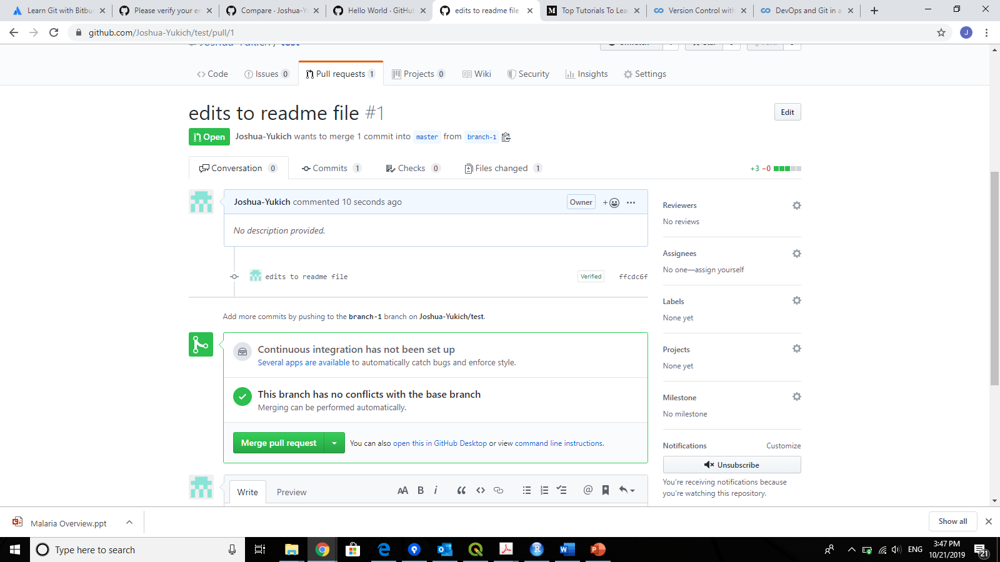 Learn Git with Bitbuc
Please verify your em
Compare · Joshua-Yu
Hello World · GitHub
edits to readme file
Top Tutorials To Lear
Version Control with
DevOps and Git in a
github.com/Joshua-Yukich/test/pull/1
J
Joshua-Yukich / test
Code
Issues 0
Pull requests 1
Projects 0
Wiki
Security
Insights
Settings
edits to readme file #1
Edit
Open
Joshua-Yukich wants to merge 1 commit into master from branch-1
Conversation 0
Commits 1
Checks 0
Files changed 1
+3 −0
Joshua-Yukich commented 10 seconds ago
Owner
No description provided.
edits to readme file
Verified
ffcdc6f
Add more commits by pushing to the branch-1 branch on Joshua-Yukich/test.
Continuous integration has not been set up
Several apps are available to automatically catch bugs and enforce style.
This branch has no conflicts with the base branch
Merging can be performed automatically.
Merge pull request
You can also open this in GitHub Desktop or view command line instructions.
Write
Preview
AA B i
@
Reviewers
No reviews
Assignees
No one—assign yourself
Labels
None yet
Projects
None yet
Milestone
No milestone
Notifications
Customize
Unsubscribe
You're receiving notifications because
you're watching this repository.
Malaria Overview.ppt
Show all
Type here to search
ENG
3:47 PM
10/21/2019
21